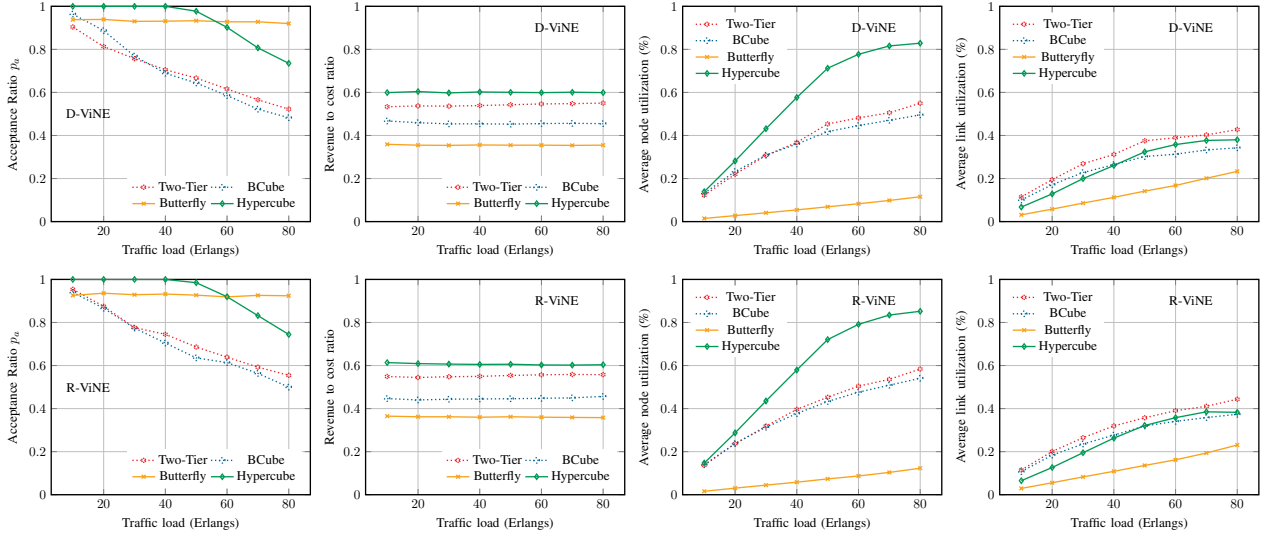 1
0.8
0.6
0.4
0.2
0
Acceptance Ratio pₐ
D-ViNE
Two-Tier BCube
Butterfly Hypercube
20 40 60 80
Traffic load (Erlangs)
1
0.8
0.6
0.4
0.2
0
Revenue to cost ratio
D-ViNE
Two-Tier BCube
Butterfly Hypercube
20 40 60 80
Traffic load (Erlangs)
1
0.8
0.6
0.4
0.2
0
Average node utilization (%)
D-ViNE
Two-Tier
BCube
Butterfly
Hypercube
20 40 60 80
Traffic load (Erlangs)
1
0.8
0.6
0.4
0.2
0
Average link utilization (%)
D-ViNE
Two-Tier
BCube
Butteryfly
Hypercube
20 40 60 80
Traffic load (Erlangs)
1
0.8
0.6
0.4
0.2
0
Acceptance Ratio pₐ
R-ViNE
Two-Tier BCube
Butterfly Hypercube
20 40 60 80
Traffic load (Erlangs)
1
0.8
0.6
0.4
0.2
0
Revenue to cost ratio
R-ViNE
Two-Tier BCube
Butterfly Hypercube
20 40 60 80
Traffic load (Erlangs)
1
0.8
0.6
0.4
0.2
0
Average node utilization (%)
R-ViNE
Two-Tier
BCube
Butterfly
Hypercube
20 40 60 80
Traffic load (Erlangs)
1
0.8
0.6
0.4
0.2
0
Average link utilization (%)
R-ViNE
Two-Tier
BCube
Butterfly
Hypercube
20 40 60 80
Traffic load (Erlangs)